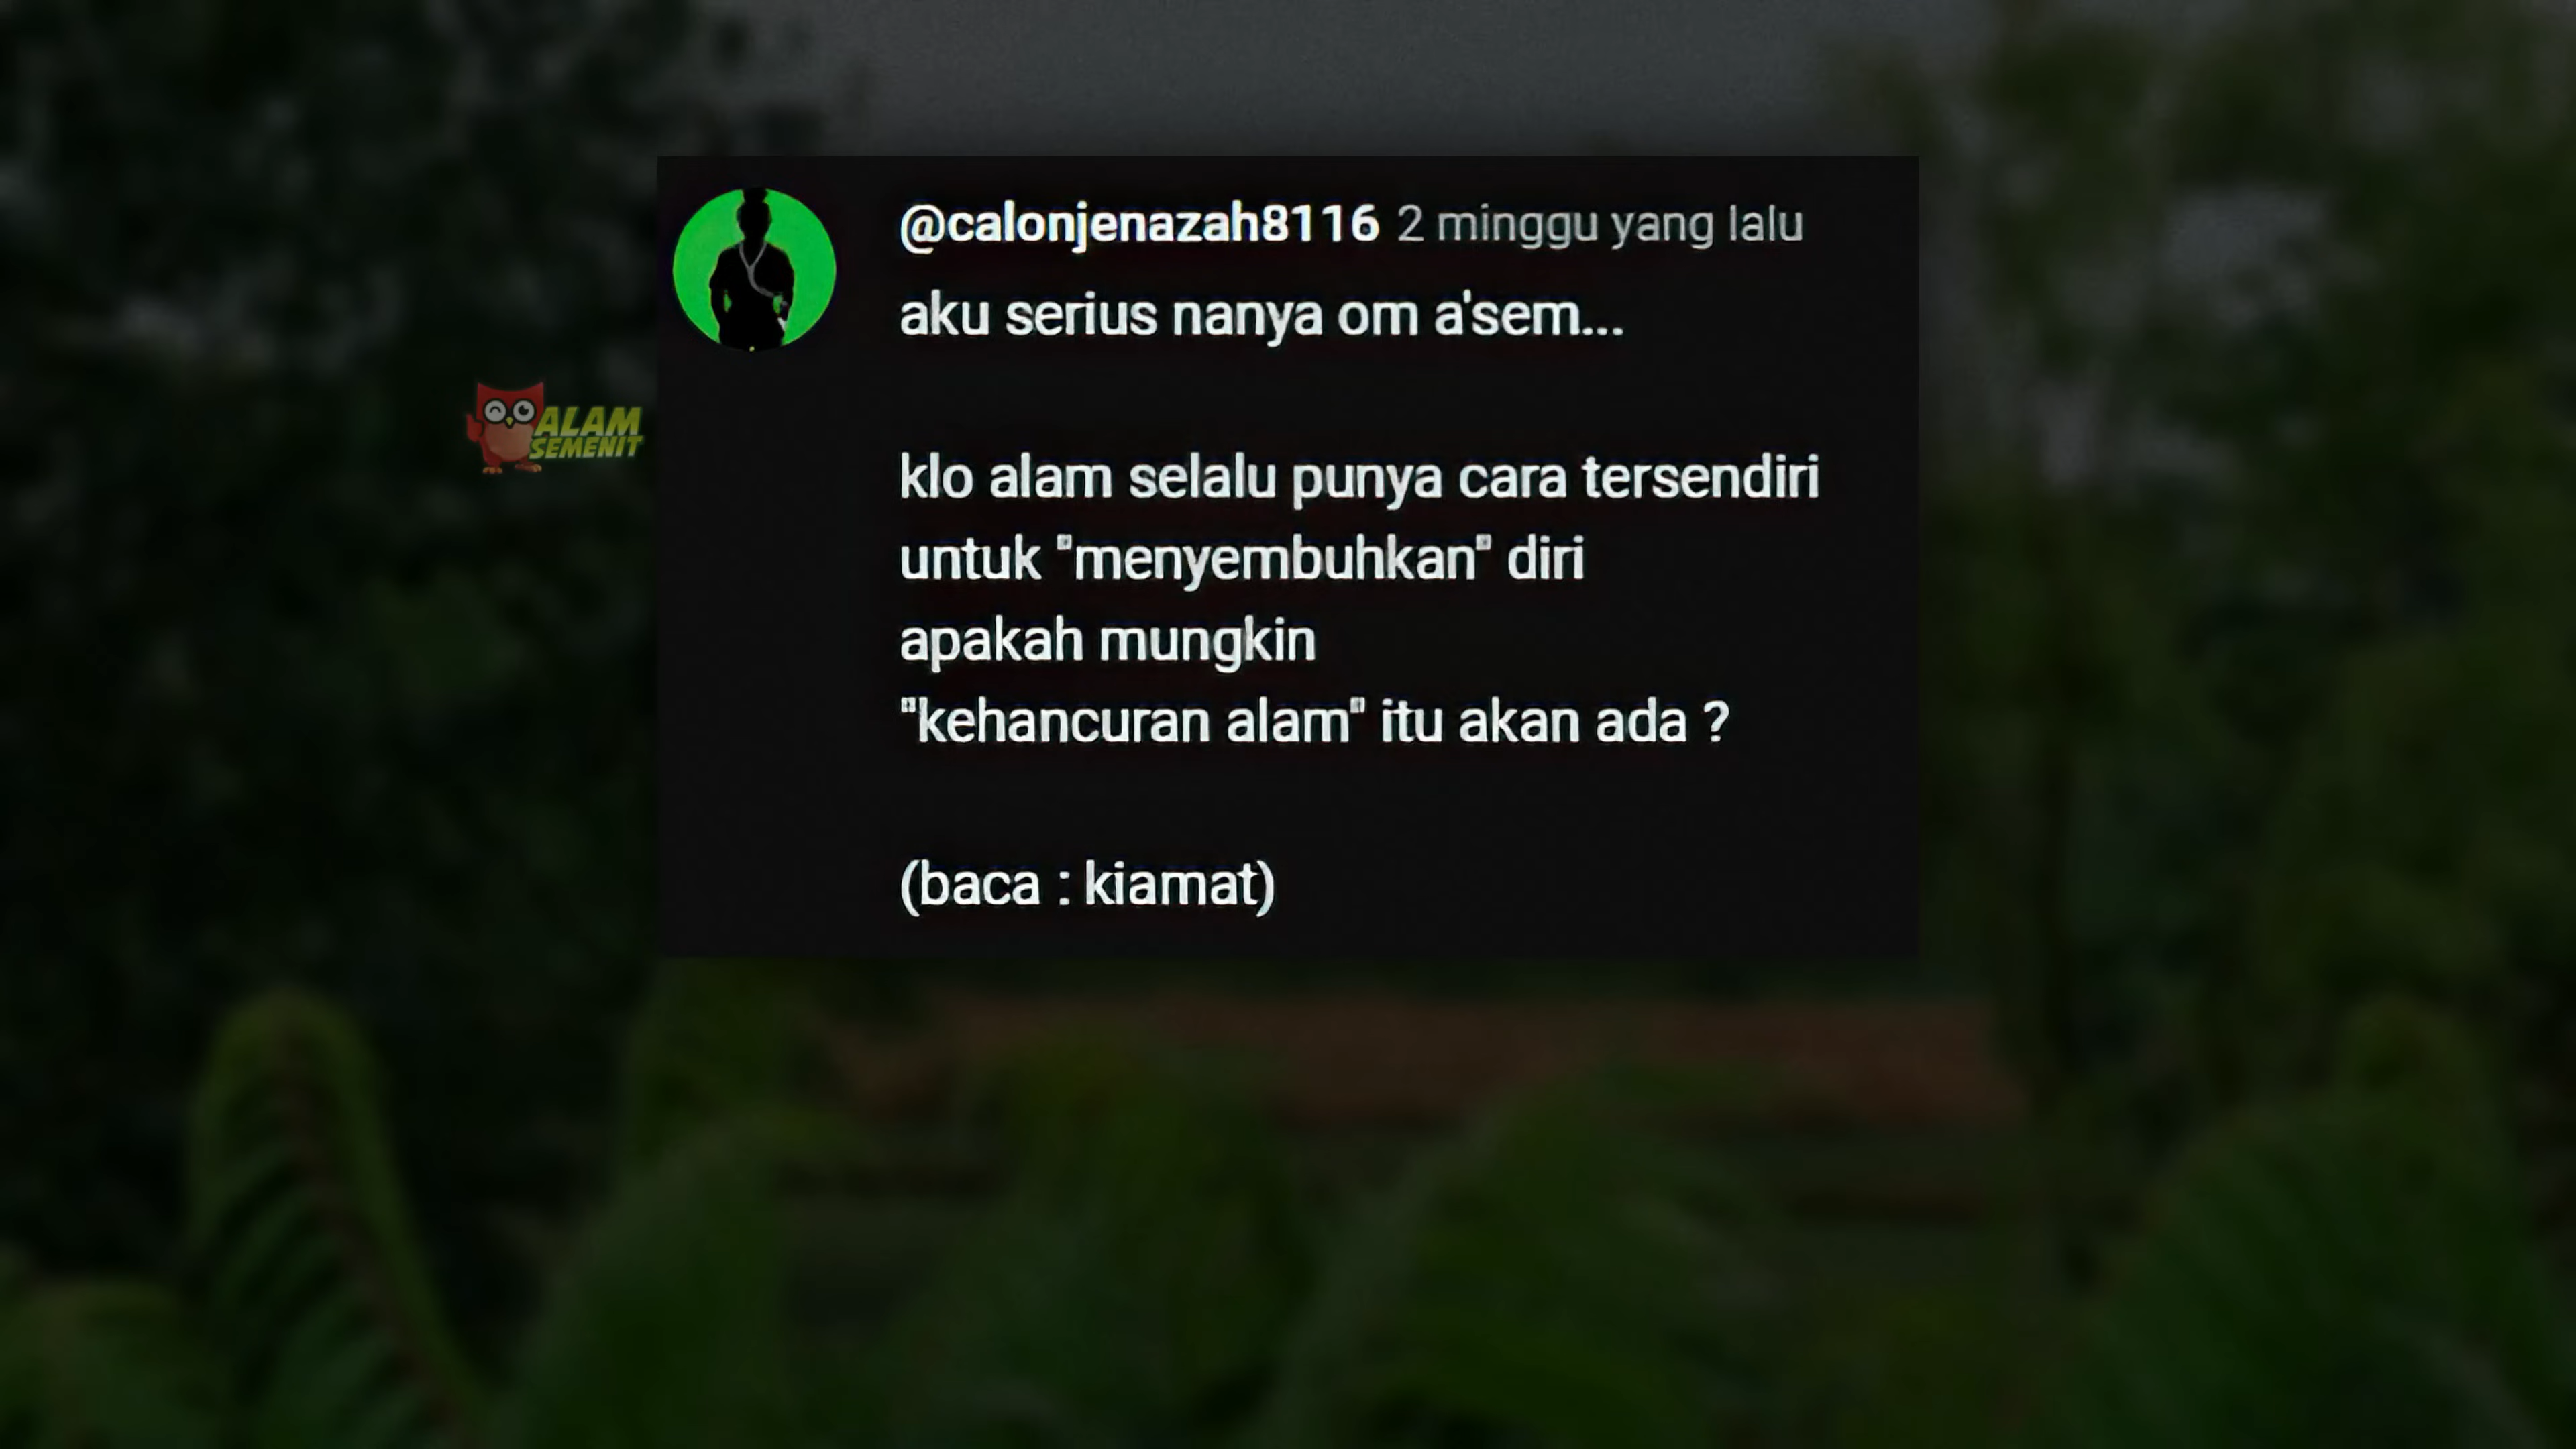 @calonjenazah8116 2 minggu yang lalu
aku serius nanya om a'sem...
ALAM
SEMENIT
klo alam selalu punya cara tersendiri
untuk "menyembuhkan" diri
apakah mungkin
"kehancuran alam" itu akan ada ?
(baca : kiamat)